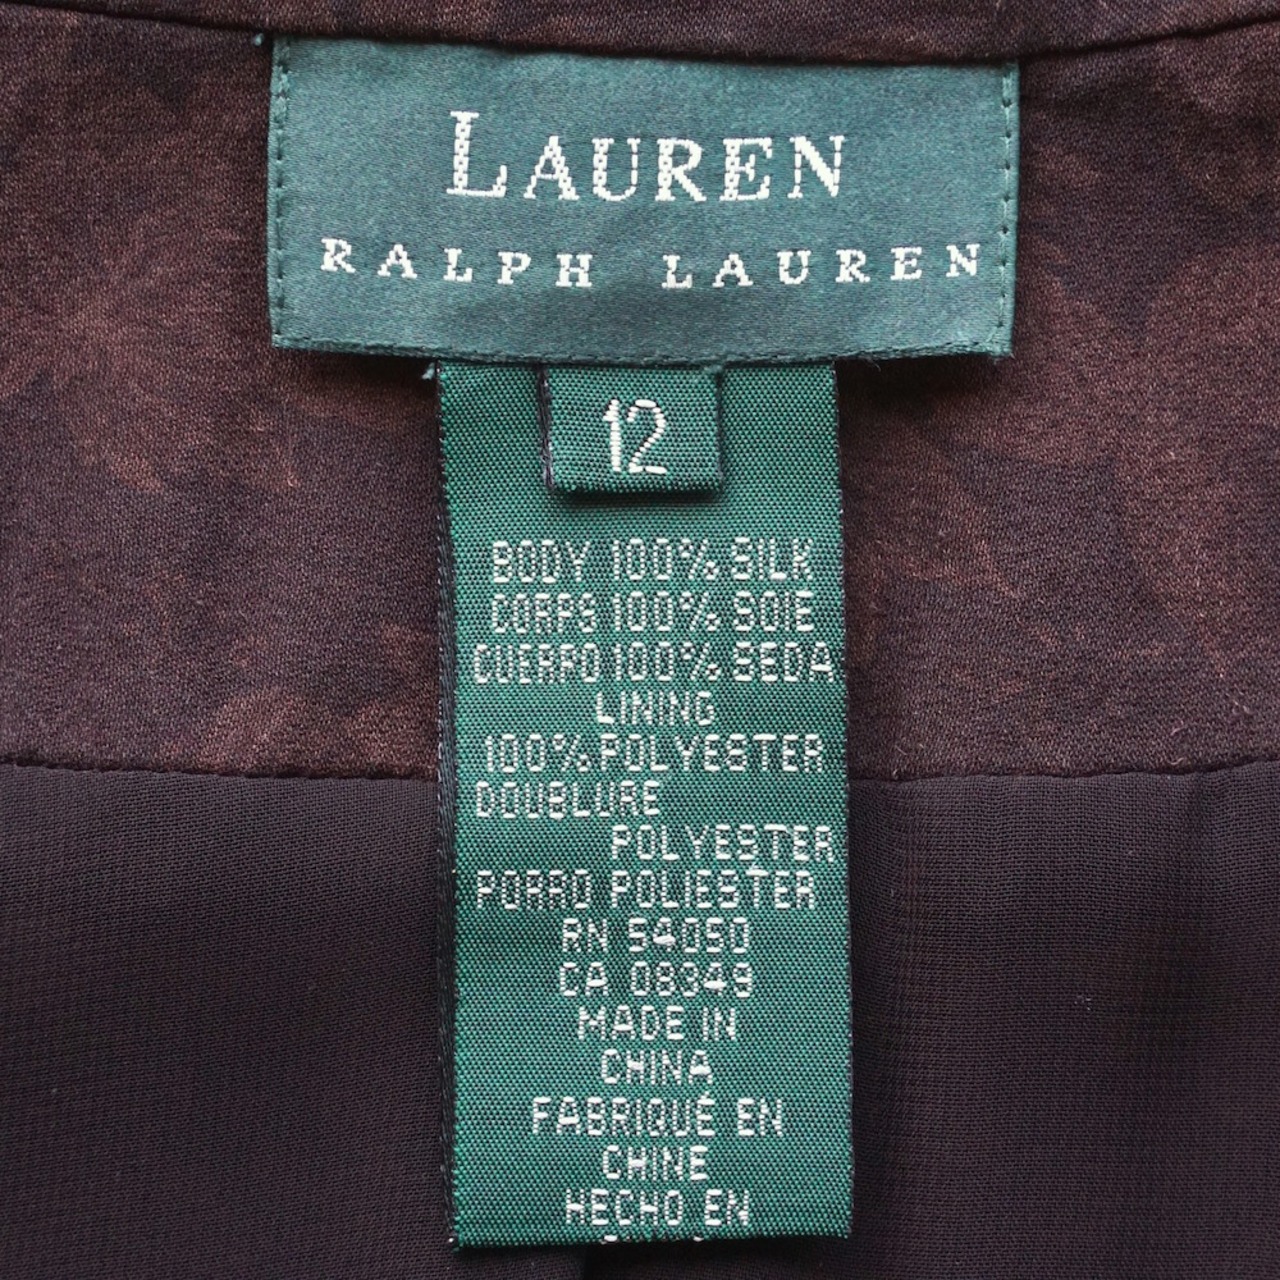 LAUREN
RALPH LAUREN
12
BODY 100% SILK
CORPS 100% SOIE
CUERPO 100% SEDA
LINING
100% POLYESTER
DOUBLURE
POLYESTER
PORRO POLIESTER
RN 54050
CA 08349
MADE IN
CHINA
FABRIQUÉ EN
CHINE
HECHO EN